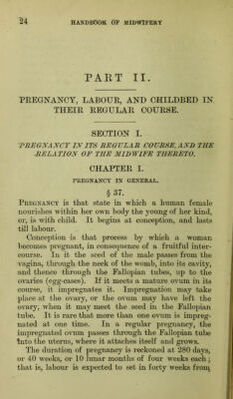 24 HANDBOOK OF MIDWIFERY
PART II.
PREGNANCY, LABOUR, AND CHILDBED IN
THEIR REGULAR COURSE.
SECTION I.
PREGNANCY IN ITS REGULAR COURSE, AND THE
RELATION OF THE MIDWIFE THERETO.
CHAPTER I.
PREGNANCY IN GENERAL.
§ 37.
PREGNANCY is that state in which a human female
nourishes within her own body the young of her kind,
or, is with child. It begins at conception, and lasts
till labour.
Conception is that process by which a woman
becomes pregnant, in consequence of a fruitful inter-
course. In it the seed of the male passes from the
vagina, through the neck of the womb, into its cavity,
and thence through the Fallopian tubes, up to the
ovaries (egg-cases). If it meets a mature ovum in its
course, it impregnates it. Impregnation may take
place at the ovary, or the ovum may have left the
ovary, when it may meet the seed in the Fallopian
tube. It is rare that more than one ovum is impreg-
nated at one time. In a regular pregnancy, the
impregnated ovum passes through the Fallopian tube
into the uterus, where it attaches itself and grows.
The duration of pregnancy is reckoned at 280 days,
or 40 weeks, or 10 lunar months of four weeks each;
that is, labour is expected to set in forty weeks from